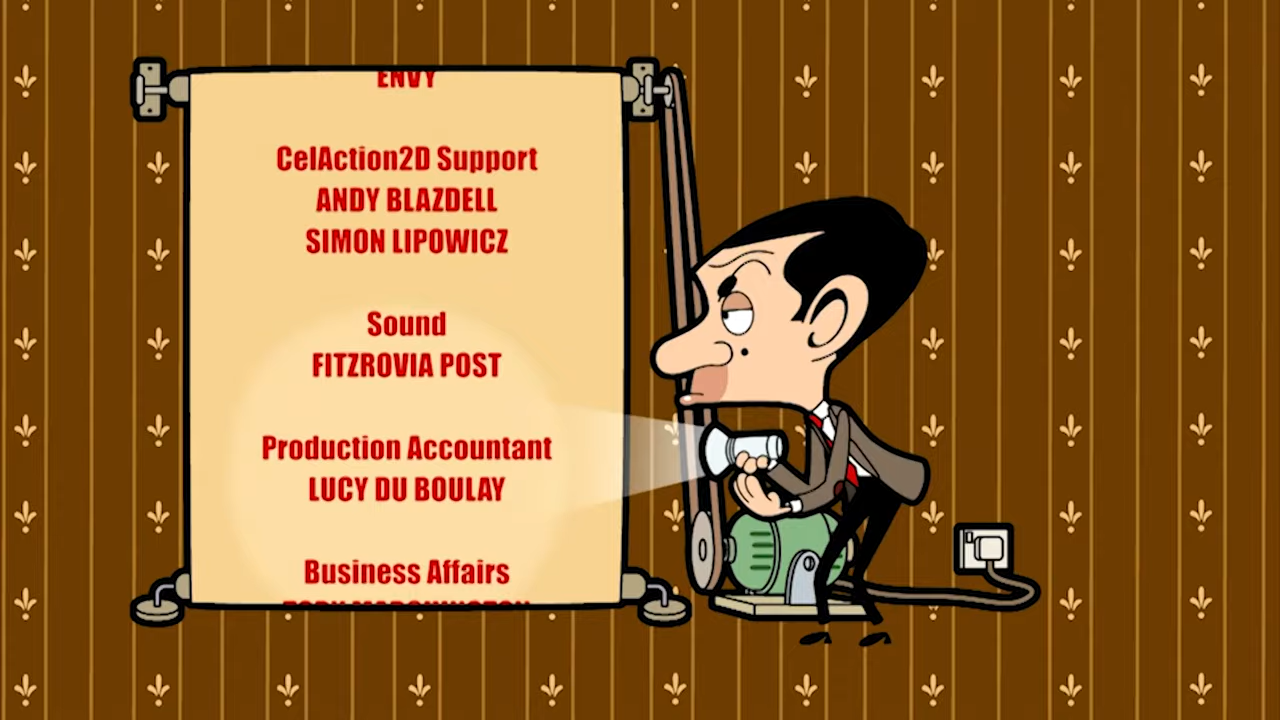 ENVY
CelAction2D Support
ANDY BLAZDELL
SIMON LIPOWICZ
Sound
FITZROVIA POST
Production Accountant
LUCY DU BOULAY
Business Affairs